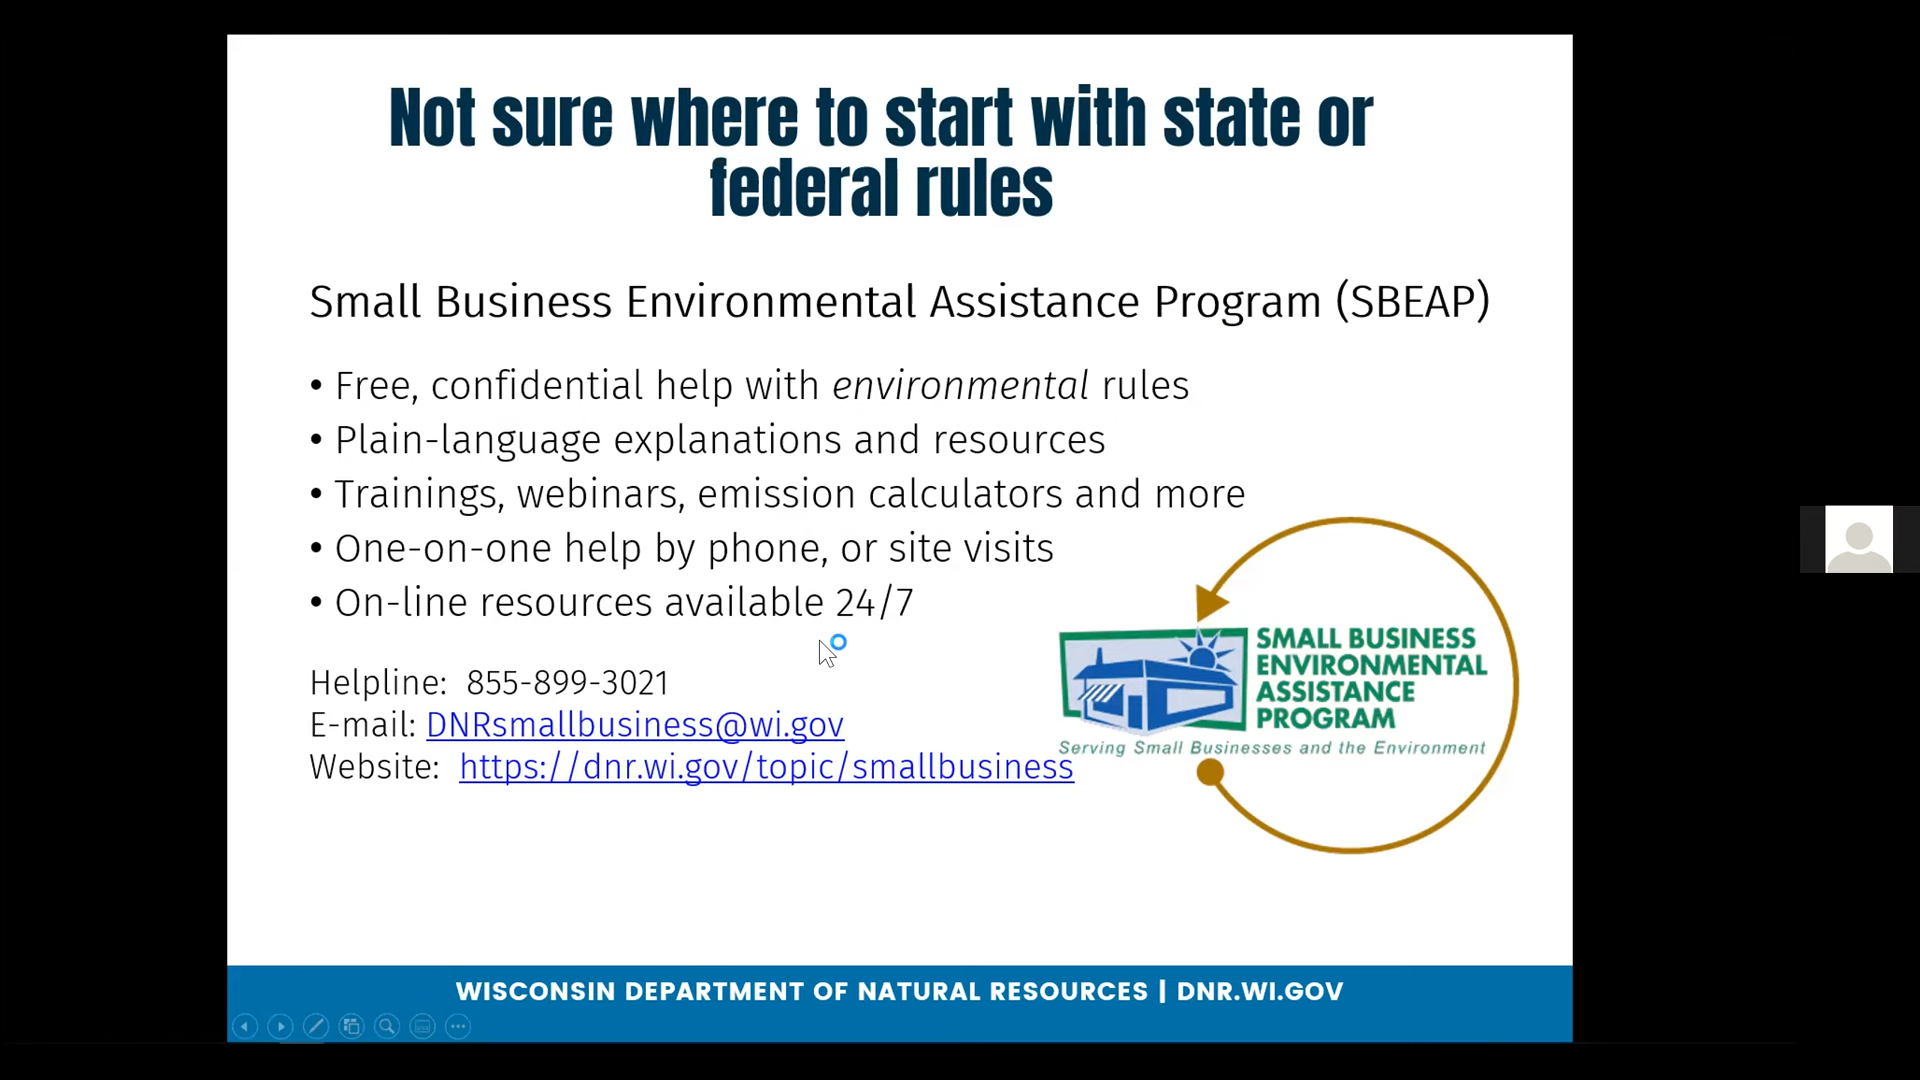 Not sure where to start with state or
federal rules
Small Business Environmental Assistance Program (SBEAP)
• Free, confidential help with environmental rules
• Plain-language explanations and resources
• Trainings, webinars, emission calculators and more
• One-on-one help by phone, or site visits
• On-line resources available 24/7
Helpline: 855-899-3021
E-mail: DNRsmallbusiness@wi.gov
Website: https://dnr.wi.gov/topic/smallbusiness
SMALL BUSINESS
ENVIRONMENTAL
ASSISTANCE
PROGRAM
Serving Small Businesses and the Environment
WISCONSIN DEPARTMENT OF NATURAL RESOURCES | DNR.WI.GOV